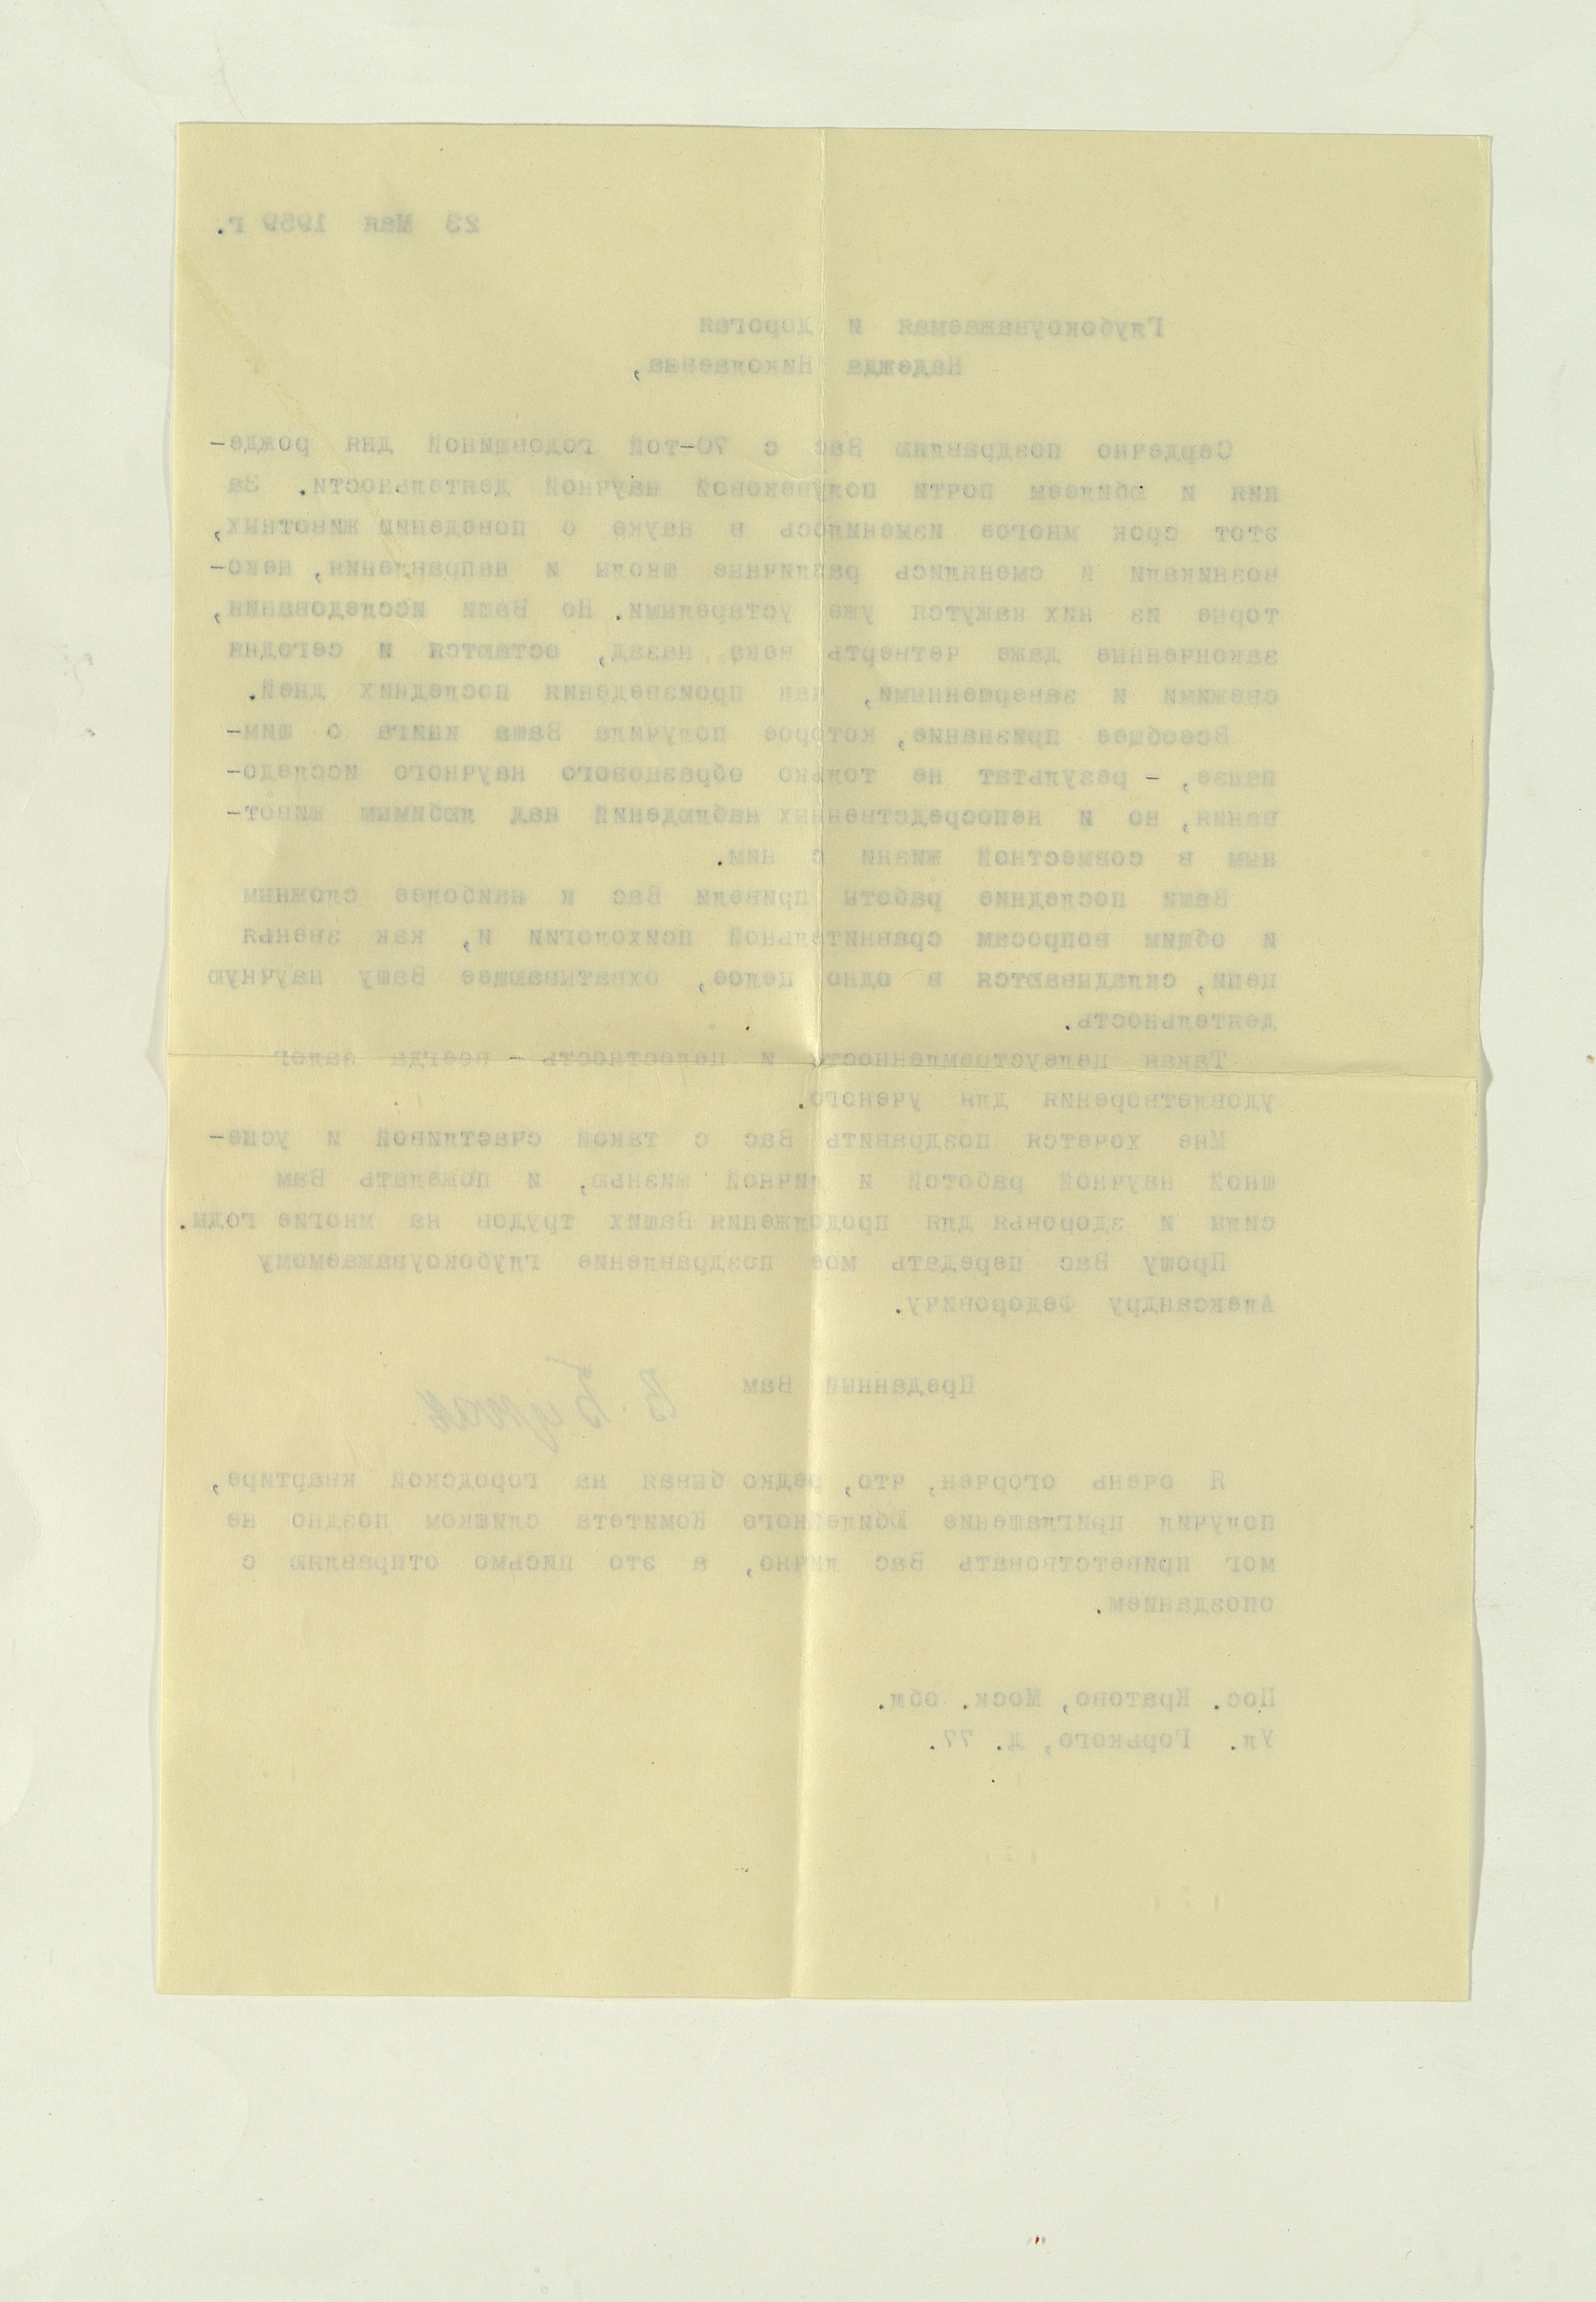 23 Мая 1959 г.
Глубокоуважаемая и дорогая
Надежда Николаевна,
Сердечно поздравляю Вас с 70-той годовщиной дня рожде-
ния и юбилеем почти полувековой научной деятельности. За
этот срок многое изменилось в науке о поведении животных,
возникали и сменялись различные школы и направления, неко-
торые из них кажутся уже устарелыми. Но Ваши исследования,
законченные даже четверть века назад, остаются и сегодня
свежими и завершенными, как произведения последних дней.
Всеобщее признание, которое получила Ваша книга о шим-
панзе, - результат не только образцового научного исследо-
вания, но и непосредственных наблюдений над любимым живот-
ным в совместной жизни с ним.
Ваши последние работы привели Вас к наиболее сложным
и общим вопросам сравнительной психологии и, как звенья
цепи, складываются в одно целое, охватывающее Вашу научную
деятельность.
Такая целеустремленность и целостность - всегда залог
удовлетворения для ученого.
Мне хочется поздравить Вас с такой счастливой и успе-
шной научной работой и личной жизнью, и пожелать Вам
силы и здоровья для продолжения Ваших трудов на многие годы.
Прошу Вас передать мое поздравление глубокоуважаемому
Александру Федоровичу.
Преданный Вам В. Бунак.
Я очень огорчен, что, редко бывая на городской квартире,
получил приглашение Юбилейного Комитета слишком поздно не
мог приветствовать Вас лично, а это письмо отправляю с
опозданием.
Пос. Кратово, Моск. обл.
Ул. Горького, д. 77.